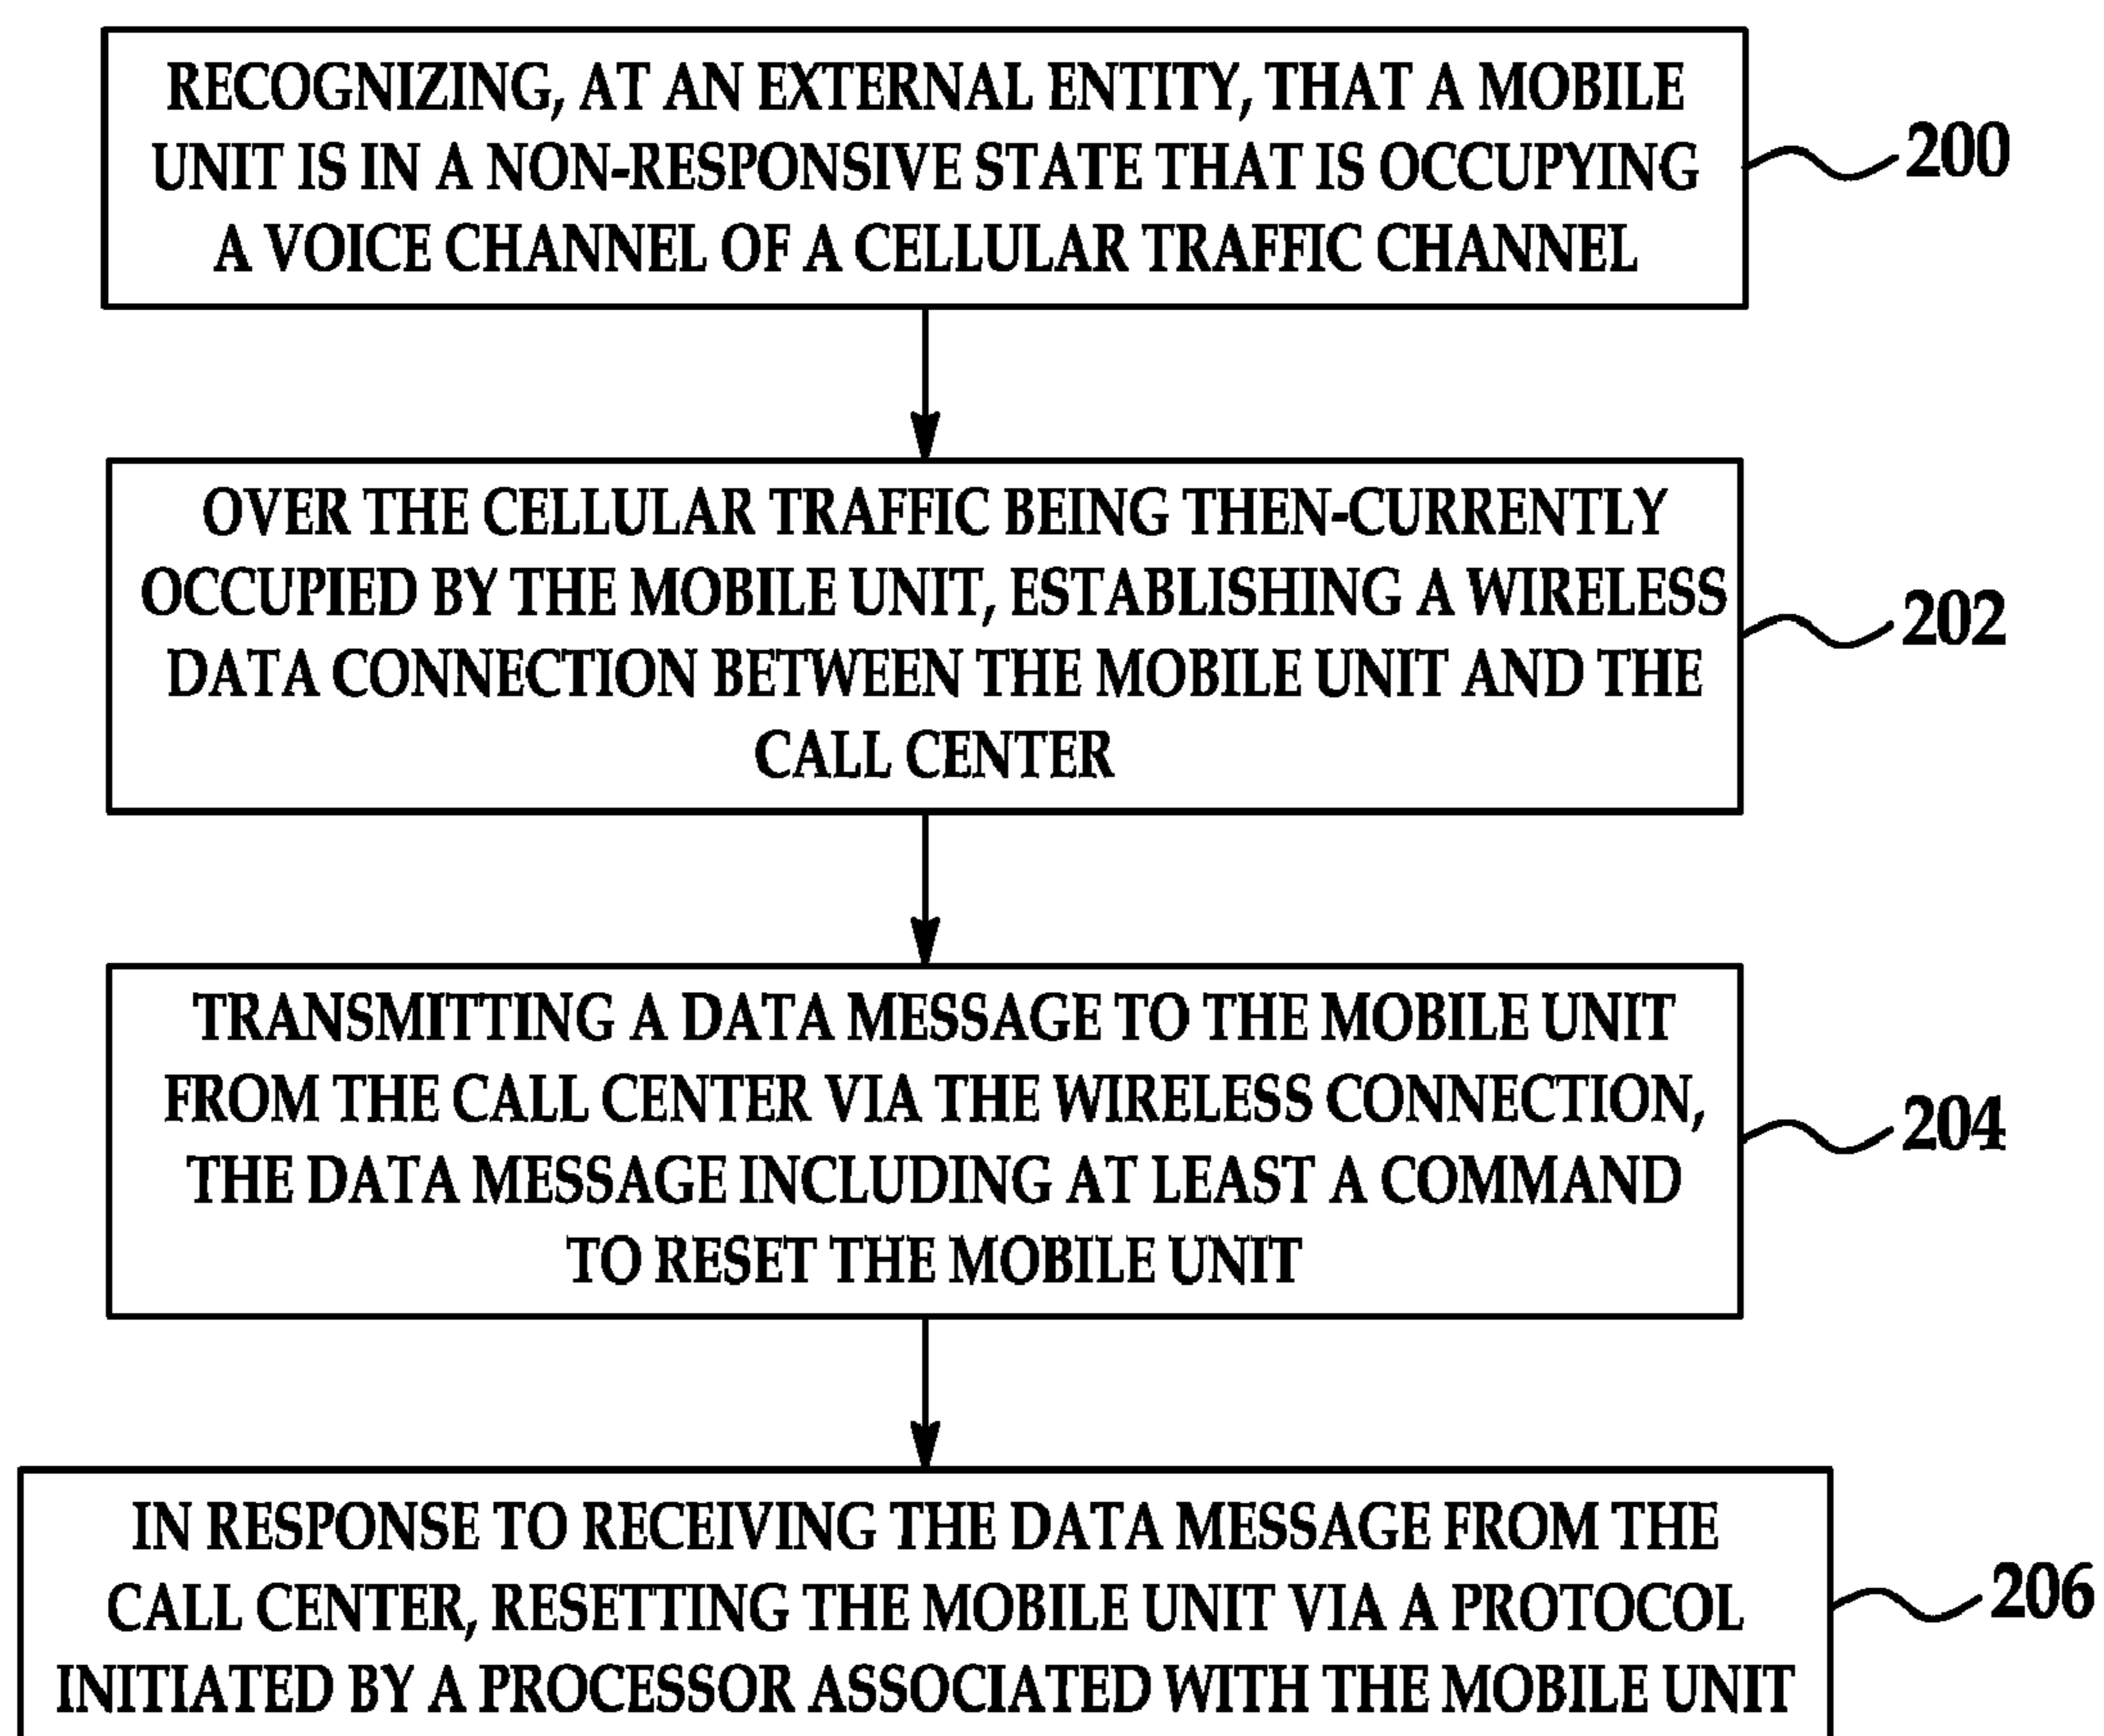 RECOGNIZING, AT AN EXTERNAL ENTITY, THAT A MOBILE
UNIT IS IN A NON-RESPONSIVE STATE THAT IS OCCUPYING
A VOICE CHANNEL OF A CELLULAR TRAFFIC CHANNEL
200
OVER THE CELLULAR TRAFFIC BEING THEN-CURRENTLY
OCCUPIED BY THE MOBILE UNIT, ESTABLISHING A WIRELESS
DATA CONNECTION BETWEEN THE MOBILE UNIT AND THE
CALL CENTER
202
TRANSMITTING A DATA MESSAGE TO THE MOBILE UNIT
FROM THE CALL CENTER VIA THE WIRELESS CONNECTION,
THE DATA MESSAGE INCLUDING AT LEAST A COMMAND
TO RESET THE MOBILE UNIT
204
IN RESPONSE TO RECEIVING THE DATA MESSAGE FROM THE
CALL CENTER, RESETTING THE MOBILE UNIT VIA A PROTOCOL
INITIATED BY A PROCESSOR ASSOCIATED WITH THE MOBILE UNIT
206